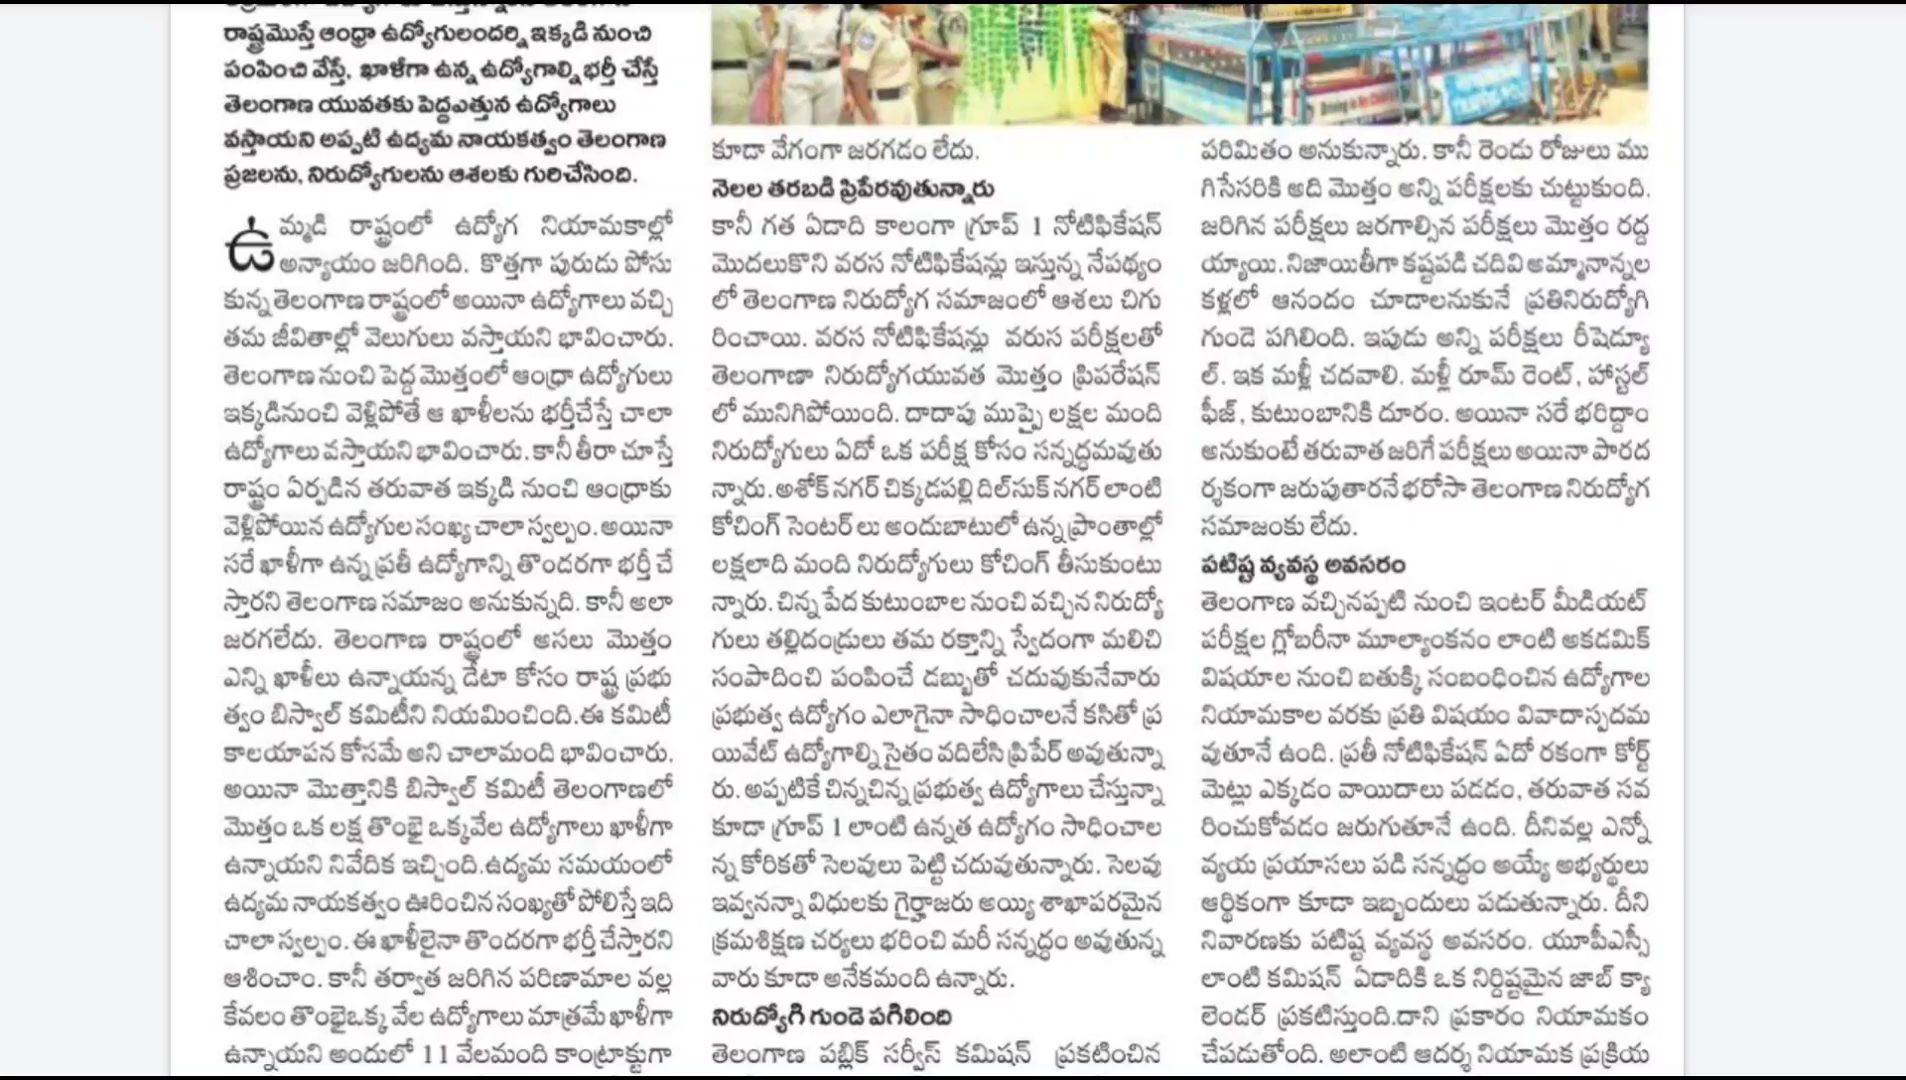 రాష్ట్రమొస్తే ఆంధ్రా ఉద్యోగులందర్ని ఇక్కడి నుంచి
పంపించి వేస్తే, ఖాళీగా ఉన్న ఉద్యోగాల్ని భర్తీ చేస్తే
తెలంగాణ యువతకు పెద్దఎత్తున ఉద్యోగాలు
వస్తాయని అప్పటి ఉద్యమ నాయకత్వం తెలంగాణ
ప్రజలను, నిరుద్యోగులను ఆశలకు గురిచేసింది.
ఉమ్మడి రాష్ట్రంలో ఉద్యోగ నియామకాల్లో
అన్యాయం జరిగింది. కొత్తగా పురుడు పోసు
కున్న తెలంగాణ రాష్ట్రంలో అయినా ఉద్యోగాలు వచ్చి
తమ జీవితాల్లో వెలుగులు వస్తాయని భావించారు.
తెలంగాణ నుంచి పెద్ద మొత్తంలో ఆంధ్రా ఉద్యోగులు
ఇక్కడినుంచి వెళ్లిపోతే ఆ ఖాళీలను భర్తీచేస్తే చాలా
ఉద్యోగాలు వస్తాయని భావించారు. కానీ తీరా చూస్తే
రాష్ట్రం ఏర్పడిన తరువాత ఇక్కడి నుంచి ఆంధ్రాకు
వెళ్లిపోయిన ఉద్యోగుల సంఖ్య చాలా స్వల్పం. అయినా
సరే ఖాళీగా ఉన్న ప్రతీ ఉద్యోగాన్ని తొందరగా భర్తీ చే
స్తారని తెలంగాణ సమాజం అనుకున్నది. కానీ అలా
జరగలేదు. తెలంగాణ రాష్ట్రంలో అసలు మొత్తం
ఎన్ని ఖాళీలు ఉన్నాయన్న డేటా కోసం రాష్ట్ర ప్రభు
త్వం బిస్వాల్ కమిటీని నియమించింది.ఈ కమిటీ
కాలయాపన కోసమే అని చాలామంది భావించారు.
అయినా మొత్తానికి బిస్వాల్ కమిటీ తెలంగాణలో
మొత్తం ఒక లక్ష తొంభై ఒక్కవేల ఉద్యోగాలు ఖాళీగా
ఉన్నాయని నివేదిక ఇచ్చింది.ఉద్యమ సమయంలో
ఉద్యమ నాయకత్వం ఊరించిన సంఖ్యతో పోలిస్తే ఇది
చాలా స్వల్పం. ఈ ఖాళీలైనా తొందరగా భర్తీ చేస్తారని
ఆశించాం. కానీ తర్వాత జరిగిన పరిణామాల వల్ల
కేవలం తొంభైఒక్క వేల ఉద్యోగాలు మాత్రమే ఖాళీగా
ఉన్నాయని అందులో 11 వేలమంది కాంట్రాక్టుగా
కూడా వేగంగా జరగడం లేదు.
నెలల తరబడి ప్రిపేరవుతున్నారు
కానీ గత ఏడాది కాలంగా గ్రూప్ 1 నోటిఫికేషన్
మొదలుకొని వరస నోటిఫికేషన్లు ఇస్తున్న నేపథ్యం
లో తెలంగాణ నిరుద్యోగ సమాజంలో ఆశలు చిగు
రించాయి. వరస నోటిఫికేషన్లు వరుస పరీక్షలతో
తెలంగాణా నిరుద్యోగయువత మొత్తం ప్రిపరేషన్
లో మునిగిపోయింది. దాదాపు ముప్పై లక్షల మంది
నిరుద్యోగులు ఏదో ఒక పరీక్ష కోసం సన్నద్ధమవుతు
న్నారు. అశోక్ నగర్ చిక్కడపల్లి దిల్‌సుక్ నగర్ లాంటి
కోచింగ్ సెంటర్ లు అందుబాటులో ఉన్న ప్రాంతాల్లో
లక్షలాది మంది నిరుద్యోగులు కోచింగ్ తీసుకుంటు
న్నారు. చిన్న పేద కుటుంబాల నుంచి వచ్చిన నిరుద్యో
గులు తల్లిదండ్రులు తమ రక్తాన్ని స్వేదంగా మలిచి
సంపాదించి పంపించే డబ్బుతో చదువుకునేవారు
ప్రభుత్వ ఉద్యోగం ఎలాగైనా సాధించాలనే కసితో ప్ర
యివేట్ ఉద్యోగాల్ని సైతం వదిలేసి ప్రిపేర్ అవుతున్నా
రు. అప్పటికే చిన్నచిన్న ప్రభుత్వ ఉద్యోగాలు చేస్తున్నా
కూడా గ్రూప్ 1 లాంటి ఉన్నత ఉద్యోగం సాధించాల
న్న కోరికతో సెలవులు పెట్టి చదువుతున్నారు. సెలవు
ఇవ్వనన్నా విధులకు గైర్హాజరు అయ్యి శాఖాపరమైన
క్రమశిక్షణ చర్యలు భరించి మరీ సన్నద్ధం అవుతున్న
వారు కూడా అనేకమంది ఉన్నారు.
నిరుద్యోగి గుండె పగిలింది
తెలంగాణ పబ్లిక్ సర్వీస్ కమిషన్ ప్రకటించిన
పరిమితం అనుకున్నారు. కానీ రెండు రోజులు ము
గిసేసరికి అది మొత్తం అన్ని పరీక్షలకు చుట్టుకుంది.
జరిగిన పరీక్షలు జరగాల్సిన పరీక్షలు మొత్తం రద్ద
య్యాయి.నిజాయితీగా కష్టపడి చదివి అమ్మానాన్నల
కళ్లలో ఆనందం చూడాలనుకునే ప్రతినిరుద్యోగి
గుండె పగిలింది. ఇపుడు అన్ని పరీక్షలు రీషెడ్యూ
ల్. ఇక మళ్లీ చదవాలి. మళ్లీ రూమ్ రెంట్, హాస్టల్
ఫీజ్, కుటుంబానికి దూరం. అయినా సరే భరిద్దాం
అనుకుంటే తరువాత జరిగే పరీక్షలు అయినా పారద
ర్శకంగా జరుపుతారనే భరోసా తెలంగాణ నిరుద్యోగ
సమాజంకు లేదు.
పటిష్ట వ్యవస్థ అవసరం
తెలంగాణ వచ్చినప్పటి నుంచి ఇంటర్ మీడియట్
పరీక్షల గ్లోబరీనా మూల్యాంకనం లాంటి అకడమిక్
విషయాల నుంచి బతుక్కి సంబంధించిన ఉద్యోగాల
నియామకాల వరకు ప్రతి విషయం వివాదాస్పదమ
వుతూనే ఉంది. ప్రతీ నోటిఫికేషన్ ఏదో రకంగా కోర్ట్
మెట్లు ఎక్కడం వాయిదాలు పడడం, తరువాత సవ
రించుకోవడం జరుగుతూనే ఉంది. దీనివల్ల ఎన్నో
వ్యయ ప్రయాసలు పడి సన్నద్ధం అయ్యే అభ్యర్థులు
ఆర్థికంగా కూడా ఇబ్బందులు పడుతున్నారు. దీని
నివారణకు పటిష్ట వ్యవస్థ అవసరం. యూపీఎస్సీ
లాంటి కమిషన్ ఏడాదికి ఒక నిర్దిష్టమైన జాబ్ క్యా
లెండర్ ప్రకటిస్తుంది.దాని ప్రకారం నియామకం
చేపడుతోంది. అలాంటి ఆదర్శ నియామక ప్రక్రియ